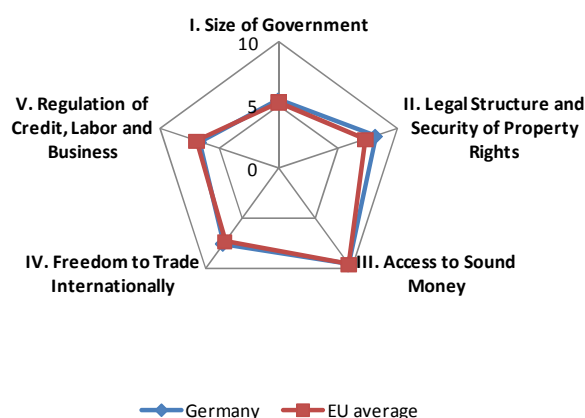 I. Size of Government
10
5
0
II. Legal Structure and
Security of Property
Rights
III. Access to Sound
Money
IV. Freedom to Trade
Internationally
V. Regulation of
Credit, Labor and
Business
Germany
EU average